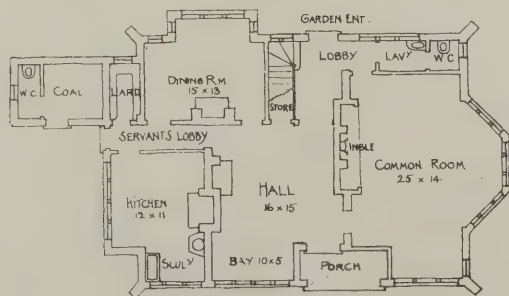 GARDEN ENT.
LOBBY
LAVY
W C
W C
COAL
LARD
DINING RM
15 × 13
STORE
SERVANTS LOBBY
INGLE
COMMON ROOM
25 × 14
KITCHEN
12 × 11
HALL
16 × 15
SCULY
BAY 10×5
PORCH